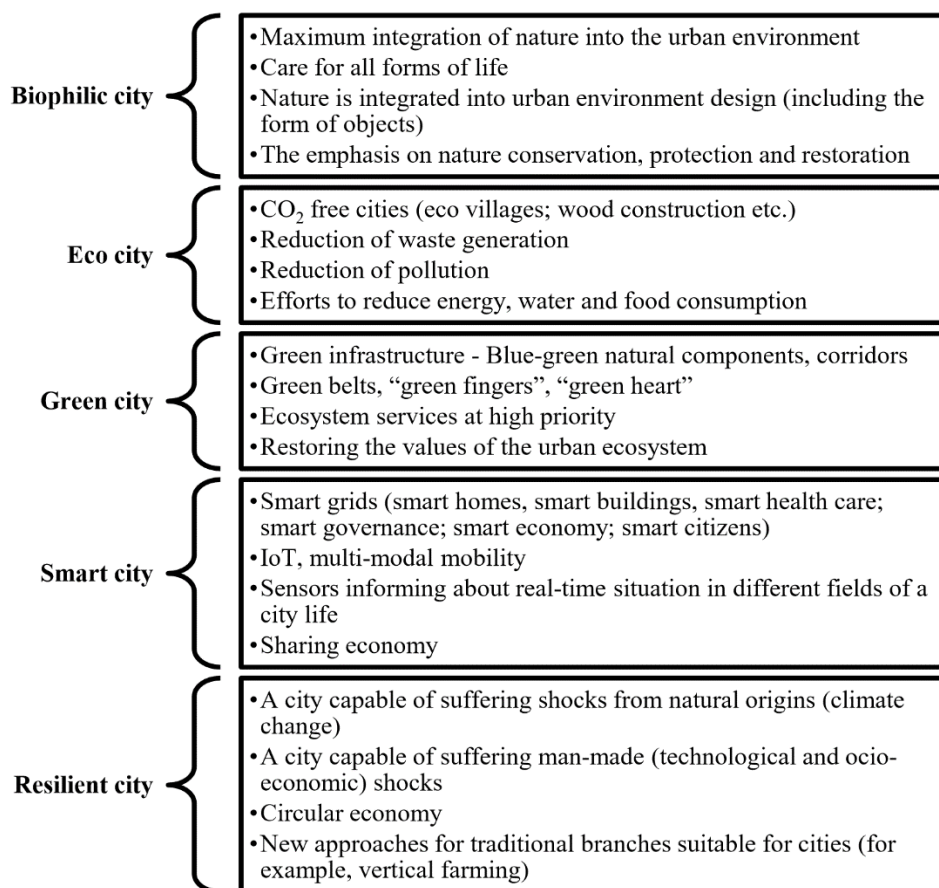 Biophilic city
•Maximum integration of nature into the urban environment
•Care for all forms of life
•Nature is integrated into urban environment design (including the
form of objects)
•The emphasis on nature conservation, protection and restoration
Eco city
•CO₂ free cities (eco villages; wood construction etc.)
•Reduction of waste generation
•Reduction of pollution
•Efforts to reduce energy, water and food consumption
Green city
•Green infrastructure - Blue-green natural components, corridors
•Green belts, “green fingers”, “green heart”
•Ecosystem services at high priority
•Restoring the values of the urban ecosystem
Smart city
•Smart grids (smart homes, smart buildings, smart health care;
smart governance; smart economy; smart citizens)
•IoT, multi-modal mobility
•Sensors informing about real-time situation in different fields of a
city life
•Sharing economy
Resilient city
•A city capable of suffering shocks from natural origins (climate
change)
•A city capable of suffering man-made (technological and ocio-
economic) shocks
•Circular economy
•New approaches for traditional branches suitable for cities (for
example, vertical farming)